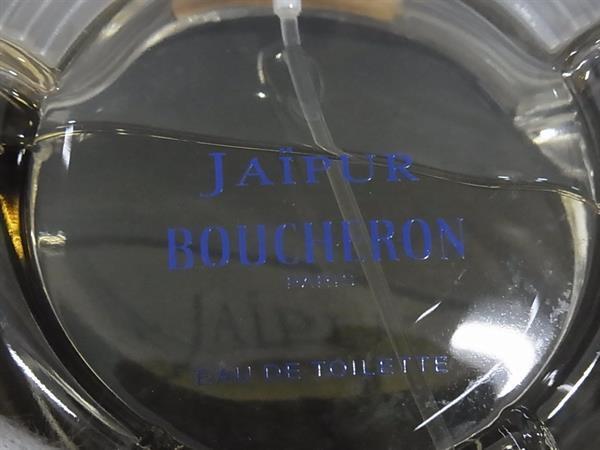 JAÏPUR
BOUCHERON
PARIS
EAU DE TOILETTE